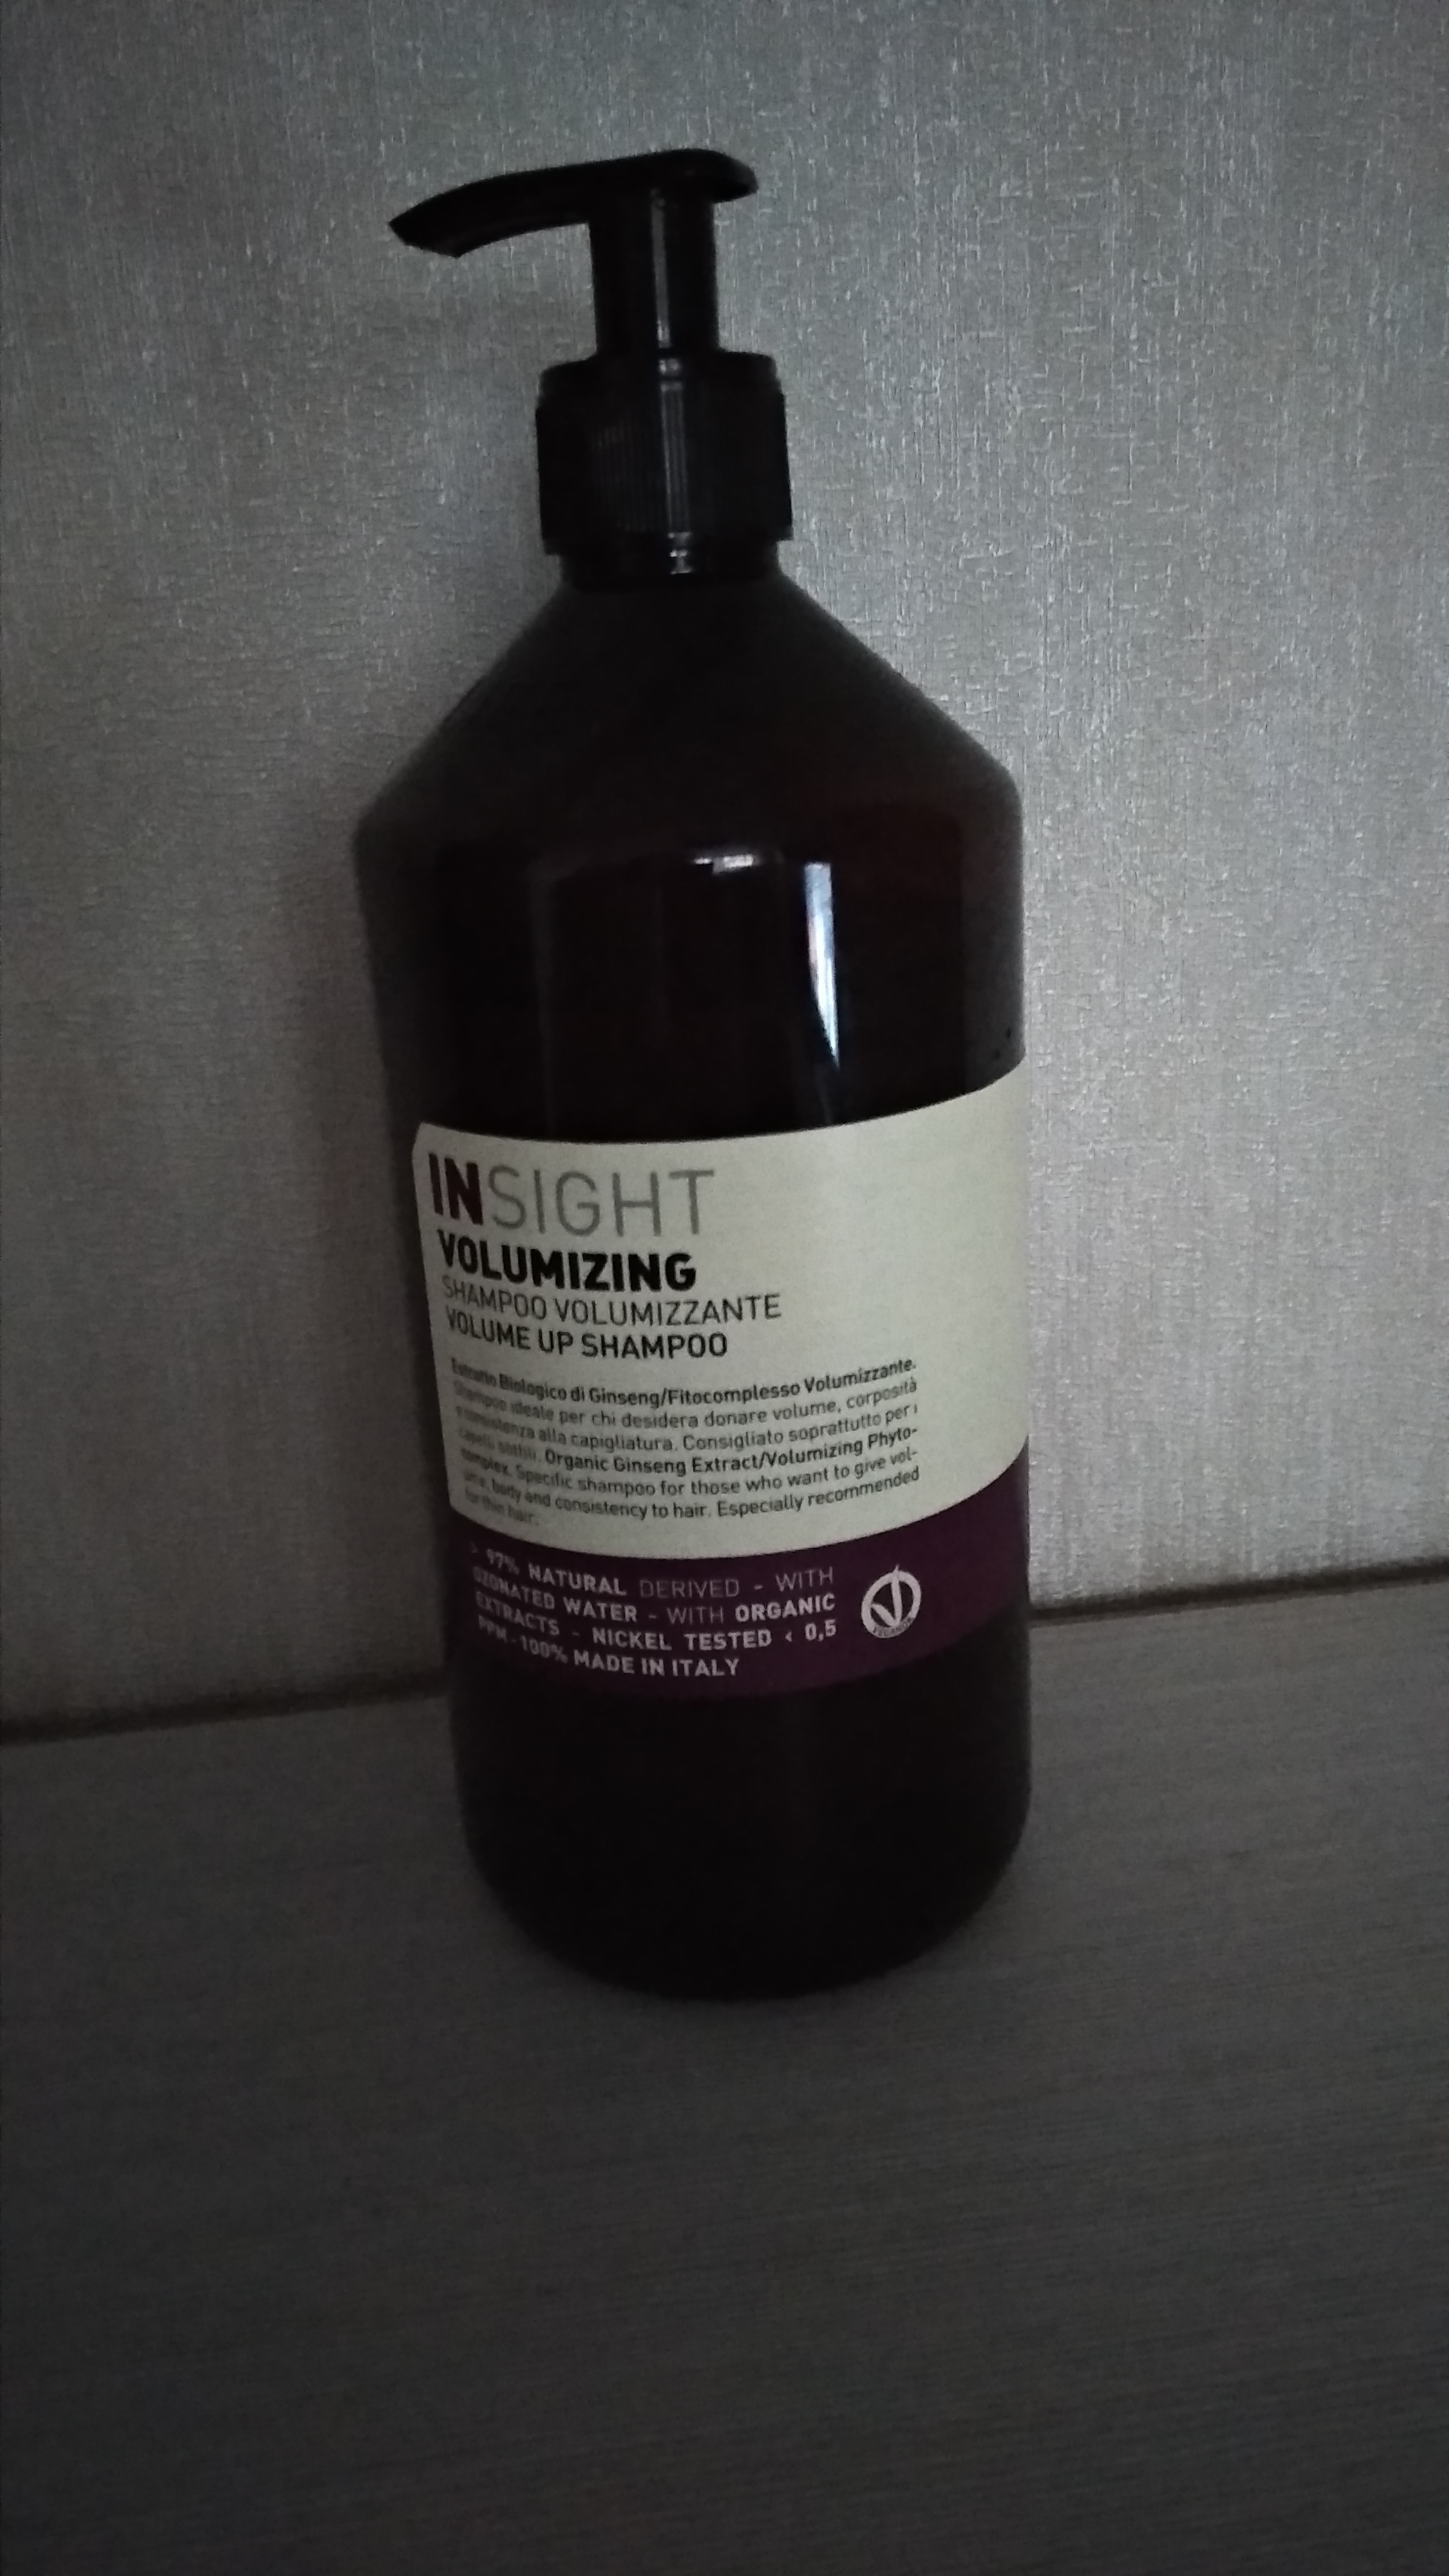 INSIGHT
VOLUMIZING
SHAMPOO VOLUMIZZANTE
VOLUME UP SHAMPOO
Estratto Biologico di Ginseng/Fitocomplesso Volumizzante.
Shampoo ideale per chi desidera donare volume, corposità
e consistenza alla capigliatura. Consigliato soprattutto per i
capelli sottili. Organic Ginseng Extract/Volumizing Phyto-
complex. Specific shampoo for those who want to give vol-
ume, body and consistency to hair. Especially recommended
for thin hair.
> 97% NATURAL DERIVED - WITH
OZONATED WATER - WITH ORGANIC
EXTRACTS - NICKEL TESTED < 0,5
PPM - 100% MADE IN ITALY